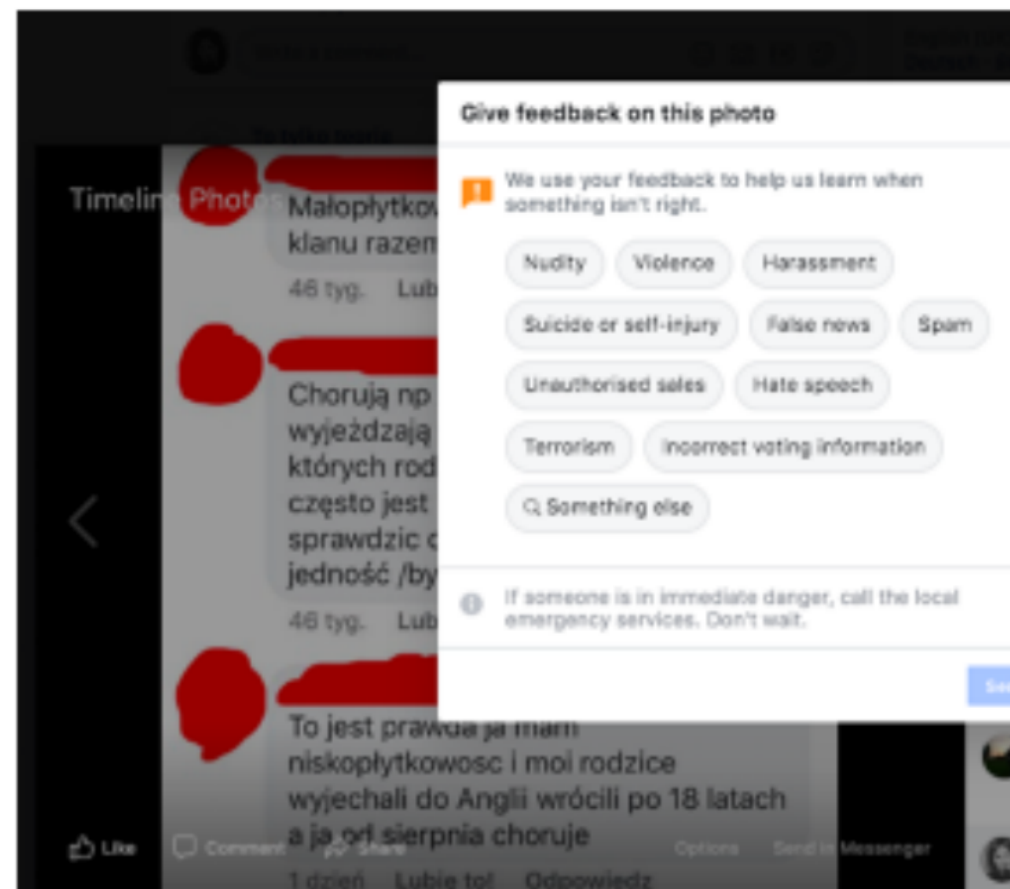 Give feedback on this photo
We use your feedback to help us learn when
something isn't right.
Nudity
Violence
Harassment
Suicide or self-injury
False news
Spam
Unauthorised sales
Hate speech
Terrorism
Incorrect voting information
Something else
If someone is in immediate danger, call the local
emergency services. Don't wait.
Timeline Photos
klanu razem
46 tyg.
Chorują np
wyjeżdzają
których
często jest
sprawdzic
jedność
46 tyg.
To jest prawda ja mam
niskopłytkowosc i moi rodzice
wyjechali do Anglii wrócili po 18 latach
a ja od sierpnia choruje
1 dzień Lubię to! Odpowiedz
Like Comment Share Options Send in Messenger